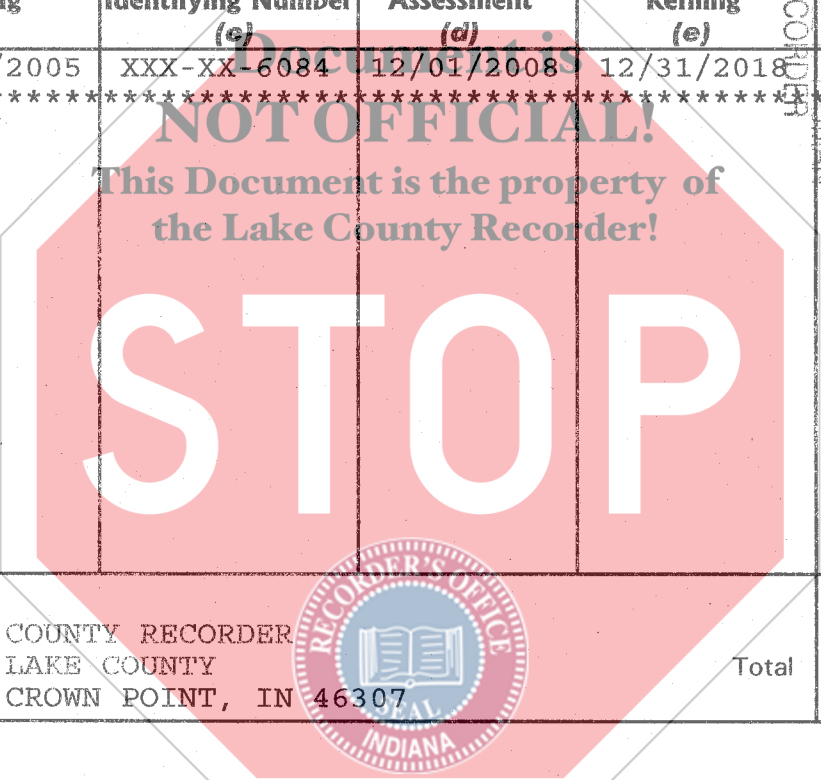 Identifying Number Assessment
(c) (d) (e)
/2005 XXX-XX-6084 12/01/2008 12/31/2018
**********************************************
Document is
NOT OFFICIAL!
This Document is the property of
the Lake County Recorder!
STOP
COUNTY RECORDER
LAKE COUNTY
CROWN POINT, IN 46307
Total
RECORDER'S OFFICE
SEAL
INDIANA